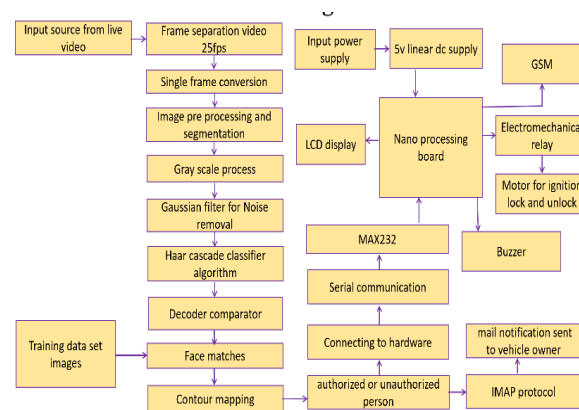 Input source from live
video
Frame separation video
25fps
Single frame conversion
Image pre processing and
segmentation
Gray scale process
Gaussian filter for Noise
removal
Haar cascade classifier
algorithm
Decoder comparator
Training data set
images
Face matches
Contour mapping
authorized or unauthorized
person
Connecting to hardware
Serial communication
MAX232
IMAP protocol
mail notification sent
to vehicle owner
Input power
supply
5v linear dc supply
Nano processing
board
LCD display
GSM
Electromechanical
relay
Motor for ignition
lock and unlock
Buzzer